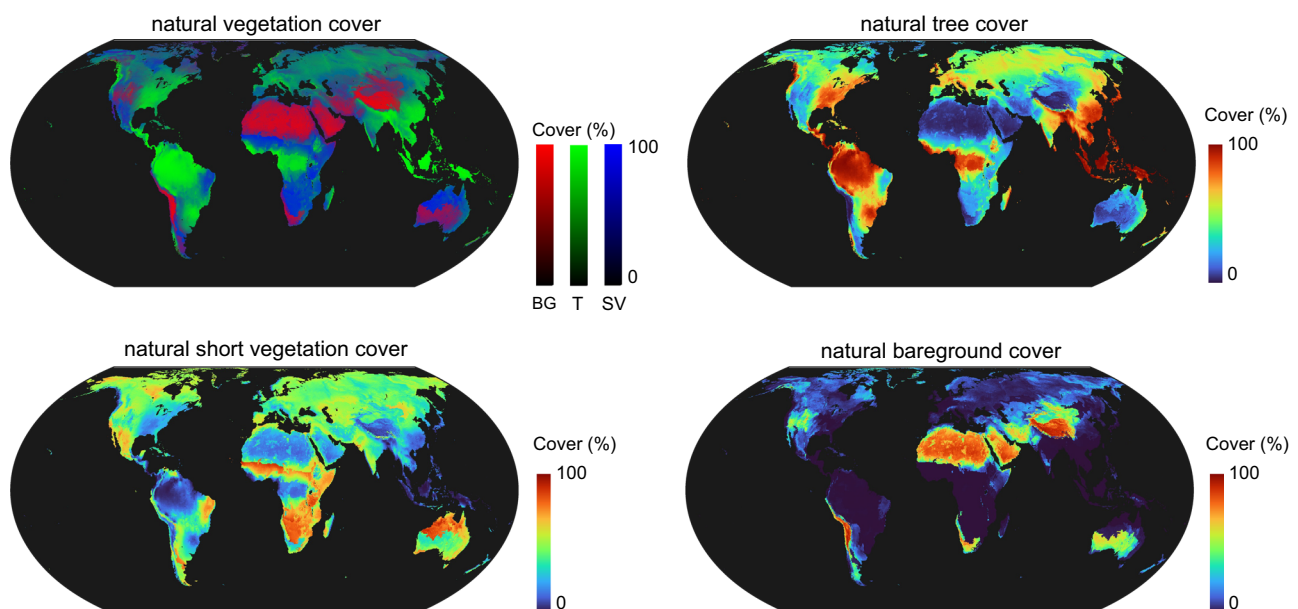 natural vegetation cover
Cover (%)
100
0
BG T SV
natural tree cover
Cover (%)
100
0
natural short vegetation cover
Cover (%)
100
0
natural bareground cover
Cover (%)
100
0